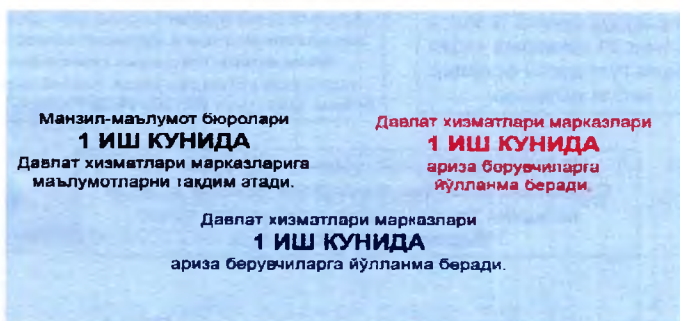 Манзил-маълумот бюролари
1 ИШ КУНИДА
Давлат хизматлари марказларига
маълумотларни тақдим этади.
Давлат хизматлари марказлари
1 ИШ КУНИДА
ариза берувчиларга
йўлланма беради.
Давлат хизматлари марказлари
1 ИШ КУНИДА
ариза берувчиларга йўлланма беради.